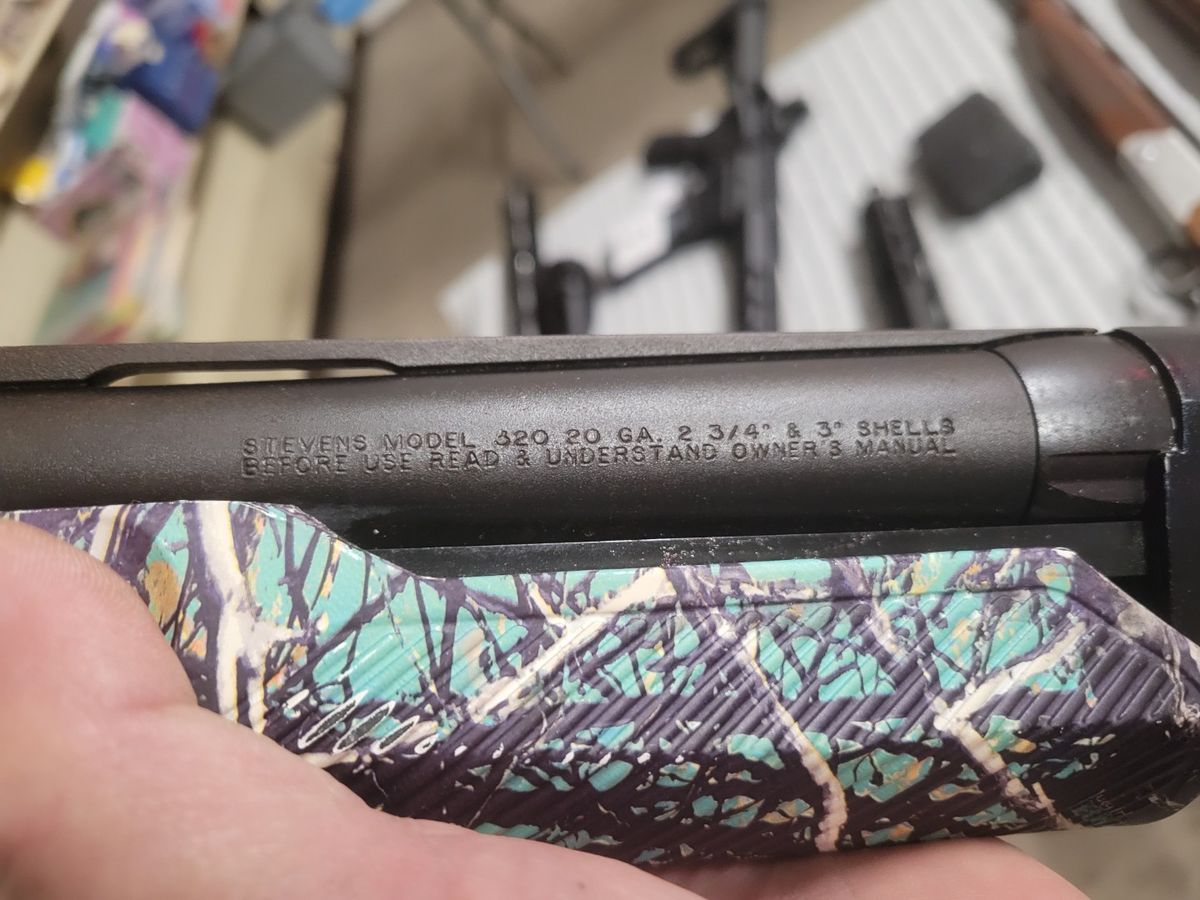 STEVENS MODEL 320 20 GA. 2 3/4" & 3" SHELLS
BEFORE USE READ & UNDERSTAND OWNER'S MANUAL